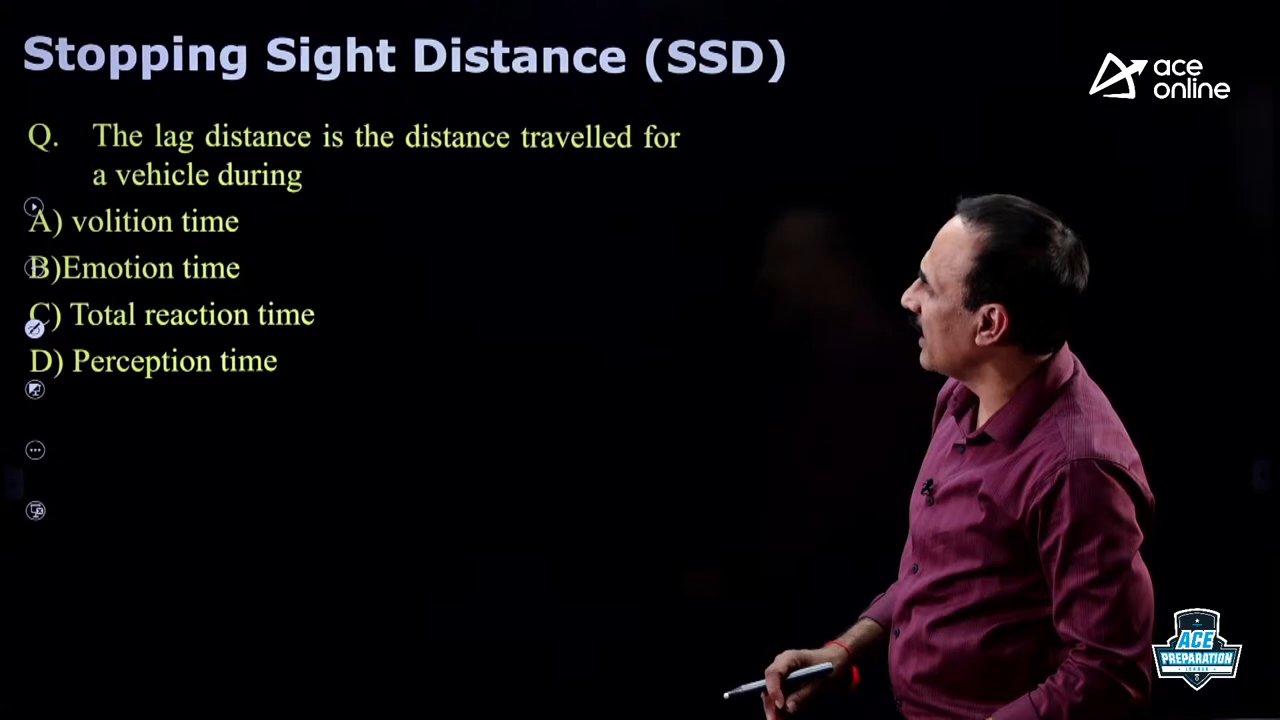 Stopping Sight Distance (SSD)
ace
online
Q. The lag distance is the distance travelled for
a vehicle during
A) volition time
B)Emotion time
C) Total reaction time
D) Perception time
ACE
PREPARATION